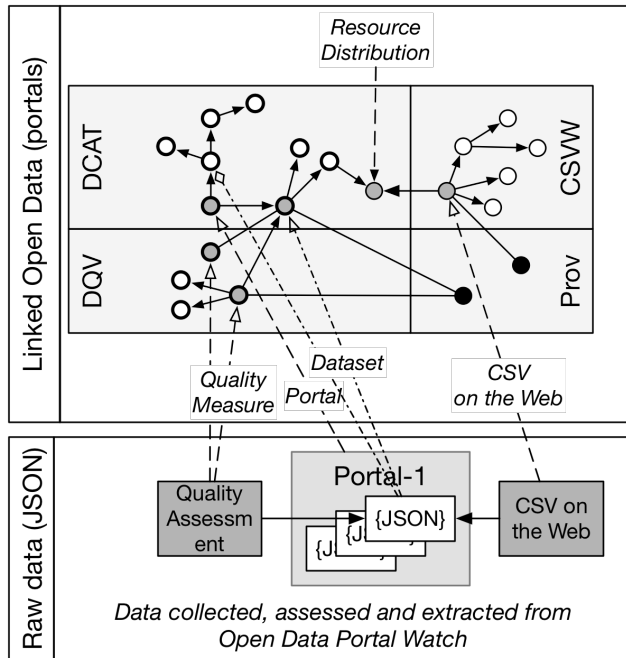 Resource
Distribution
Linked Open Data (portals)
DCAT
CSVW
DQV
Prov
Quality
Measure
Portal
Dataset
CSV
on the Web
Raw data (JSON)
Portal-1
Quality
Assessm
ent
{JSON}
{J
{JS
CSV on
the Web
Data collected, assessed and extracted from
Open Data Portal Watch